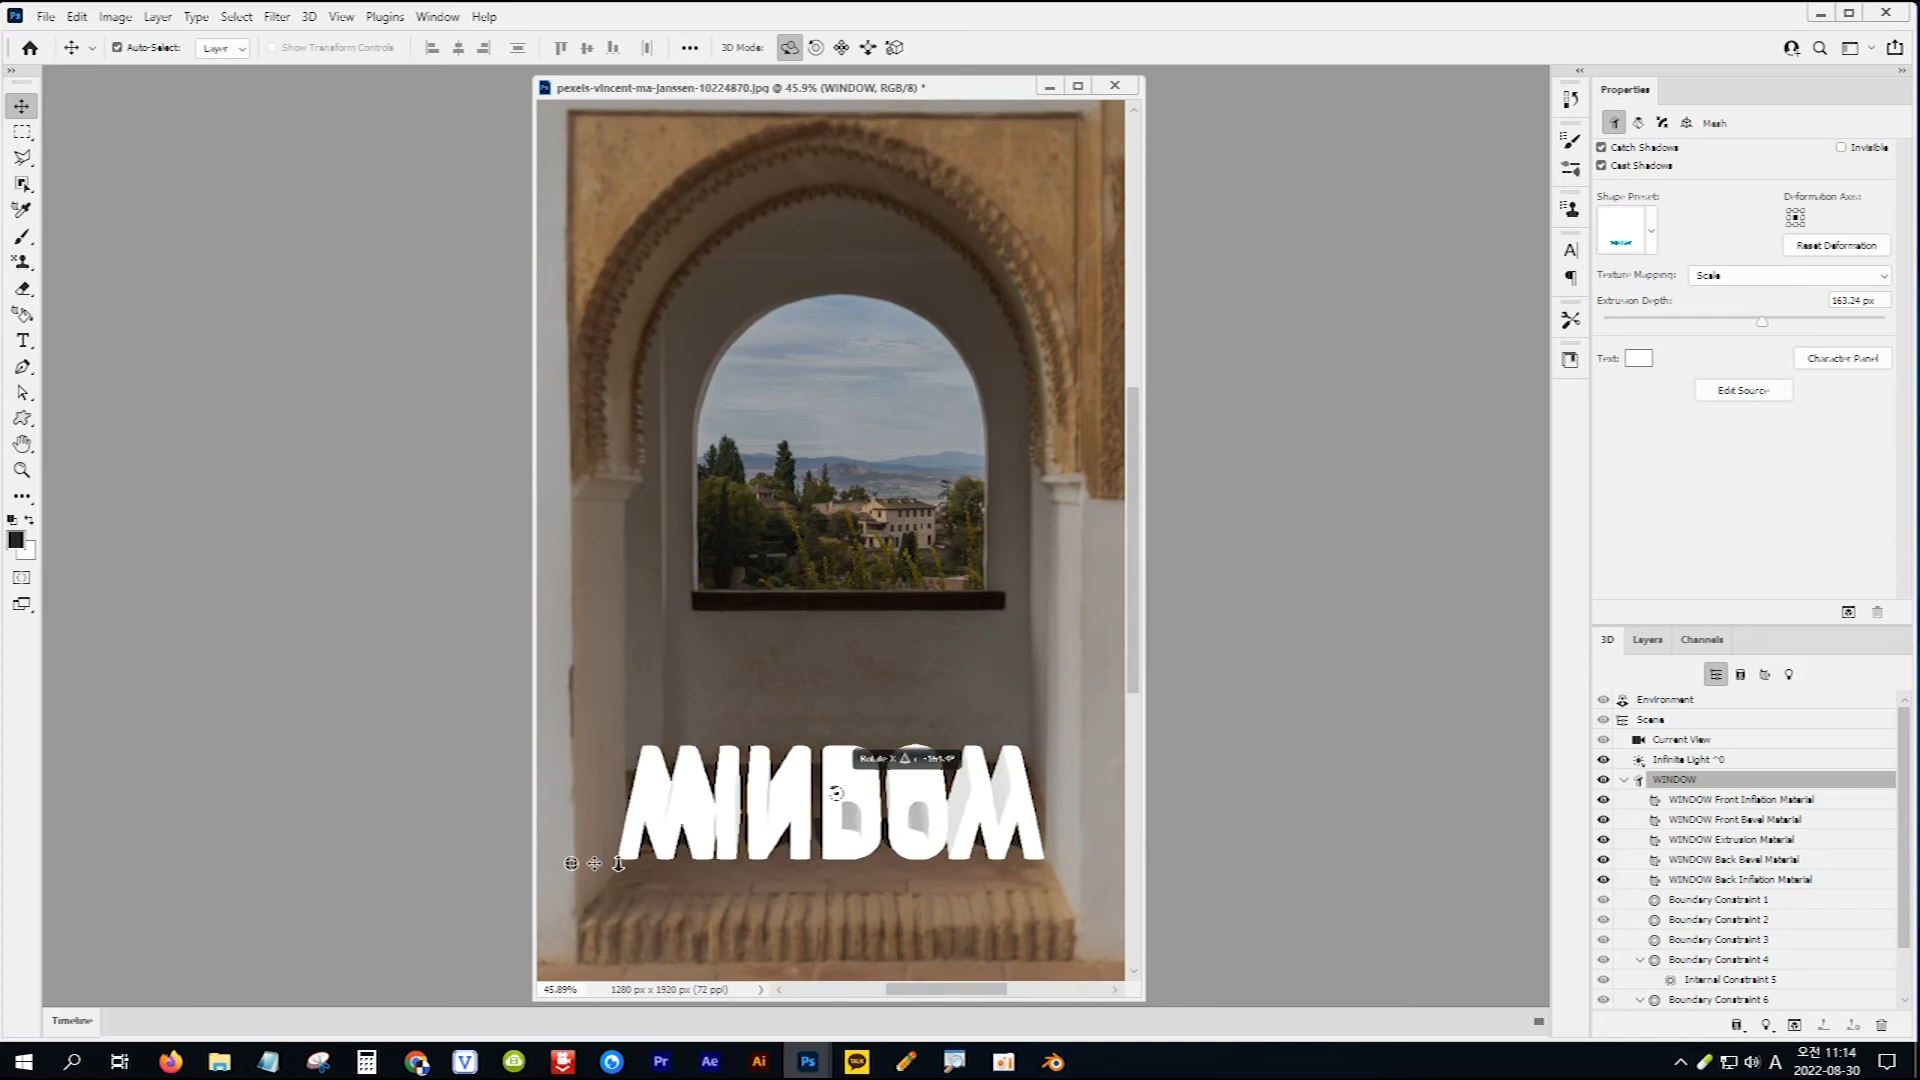 File Edit Image Layer Type Select Filter 3D View Plugins Window Help
Auto-Select: Layer Show Transform Controls 3D Mode:
pexels-vincent-ma-janssen-10224870.jpg @ 45.9% (WINDOW, RGB/8) *
Properties
Mesh
Catch Shadows Invisible
Cast Shadows
Shape Preset: Deformation Axis:
Reset Deformation
Texture Mapping: Scale
Extrusion Depth: 163.24 px
Text: Character Panel
Edit Source
3D Layers Channels
Environment
Scene
Current View
Infinite Light ^0
WINDOW
WINDOW Front Inflation Material
WINDOW Front Bevel Material
WINDOW Extrusion Material
WINDOW Back Bevel Material
WINDOW Back Inflation Material
Boundary Constraint 1
Boundary Constraint 2
Boundary Constraint 3
Boundary Constraint 4
Internal Constraint 5
Boundary Constraint 6
WINDOW
45.89% 1280 px x 1920 px (72 ppi)
Timeline
Pr Ae Ai Ps TALK
A 오전 11:14
2022-08-30